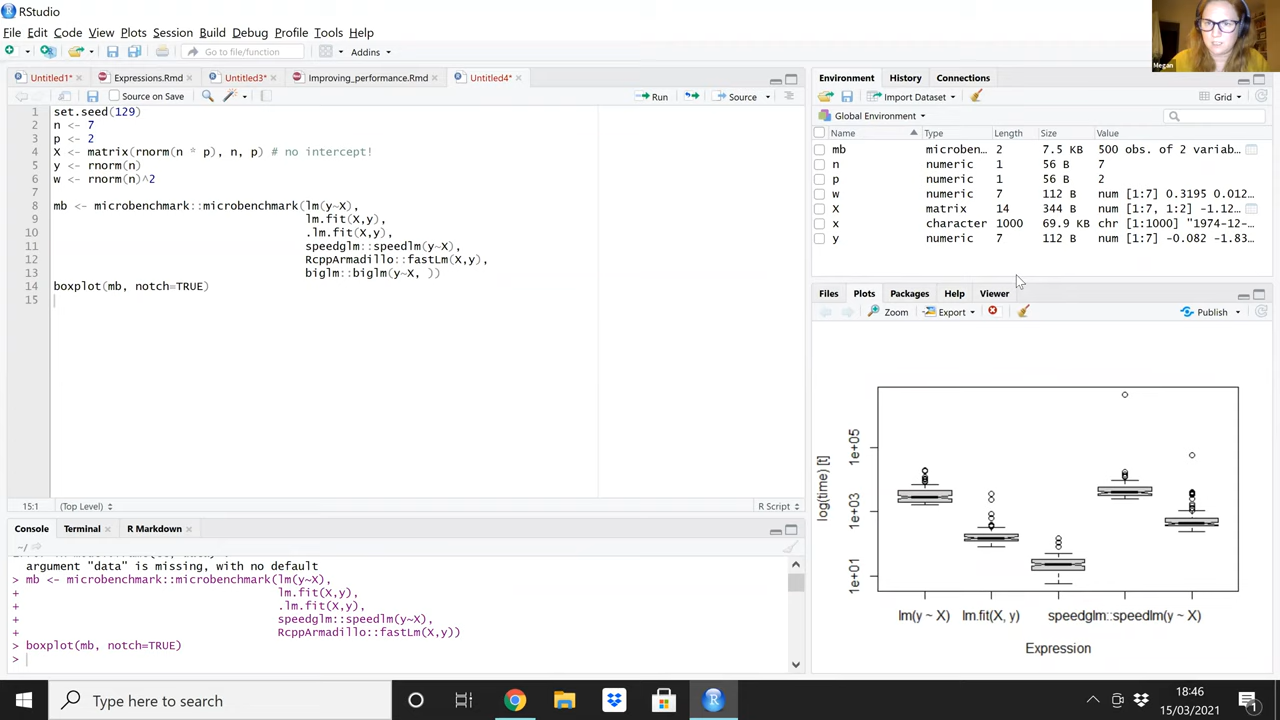 RStudio
File Edit Code View Plots Session Build Debug Profile Tools Help
Go to file/function Addins
Untitled1* Expressions.Rmd Untitled3* Improving_performance.Rmd Untitled4*
Source on Save Run Source
1 set.seed(129)
2 n <- 7
3 p <- 2
4 X <- matrix(rnorm(n * p), n, p) # no intercept!
5 y <- rnorm(n)
6 w <- rnorm(n)^2
7
8 mb <- microbenchmark::microbenchmark(lm(y~X),
9 lm.fit(X,y),
10 .lm.fit(X,y),
11 speedglm::speedlm(y~X),
12 RcppArmadillo::fastLm(X,y),
13 biglm::biglm(y~X, ))
14 boxplot(mb, notch=TRUE)
15
15:1 (Top Level) R Script
Console Terminal R Markdown
~/
argument "data" is missing, with no default
> mb <- microbenchmark::microbenchmark(lm(y~X),
+ lm.fit(X,y),
+ .lm.fit(X,y),
+ speedglm::speedlm(y~X),
+ RcppArmadillo::fastLm(X,y))
> boxplot(mb, notch=TRUE)
>
Environment History Connections
Import Dataset Grid
Global Environment
Name Type Length Size Value
mb microben… 2 7.5 KB 500 obs. of 2 variab…
n numeric 1 56 B 7
p numeric 1 56 B 2
w numeric 7 112 B num [1:7] 0.3195 0.012…
X matrix 14 344 B num [1:7, 1:2] -1.12…
x character 1000 69.9 KB chr [1:1000] "1974-12-…
y numeric 7 112 B num [1:7] -0.082 -1.83…
Files Plots Packages Help Viewer
Zoom Export Publish
log(time) [t]
1e+05
1e+03
1e+01
lm(y ~ X) lm.fit(X, y) speedglm::speedlm(y ~ X)
Expression
Megan
Type here to search
18:46
15/03/2021
1